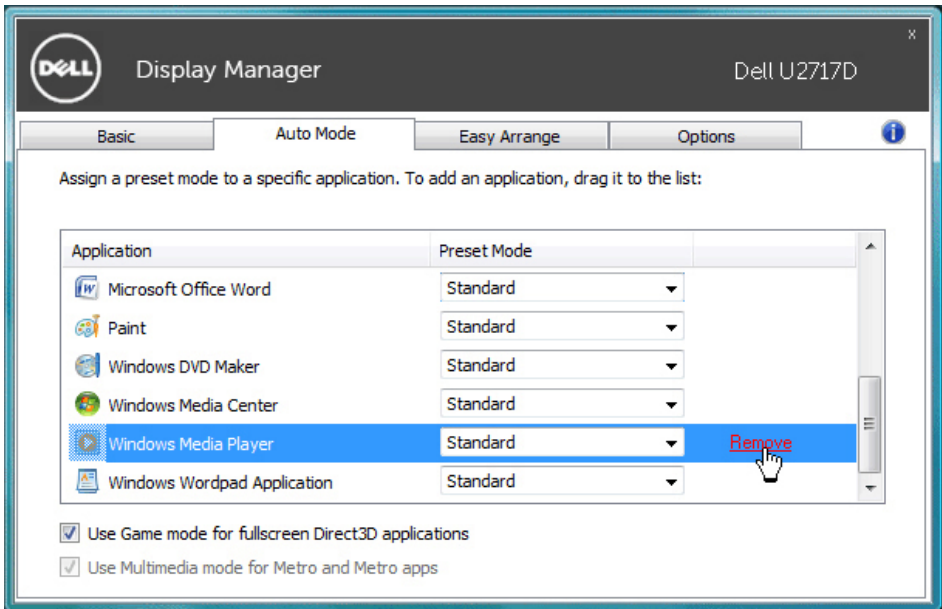 x
DELL
Display Manager
Dell U2717D
Basic
Auto Mode
Easy Arrange
Options
Assign a preset mode to a specific application. To add an application, drag it to the list:
Application Preset Mode
Microsoft Office Word Standard
Paint Standard
Windows DVD Maker Standard
Windows Media Center Standard
Windows Media Player Standard Remove
Windows Wordpad Application Standard
Use Game mode for fullscreen Direct3D applications
Use Multimedia mode for Metro and Metro apps